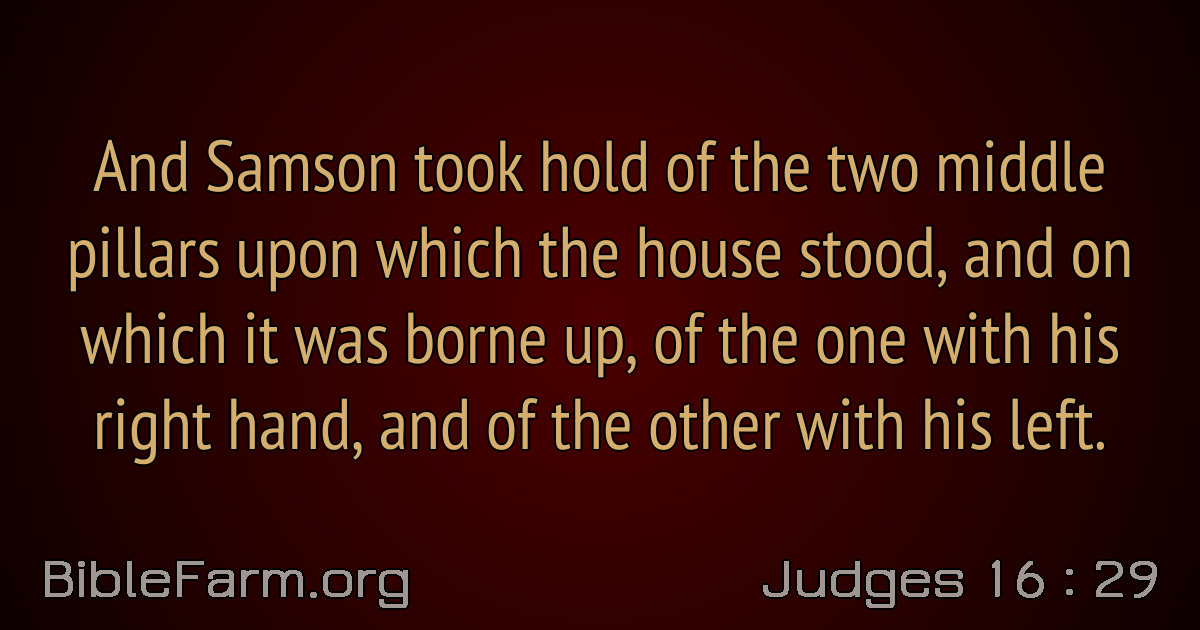 And Samson took hold of the two middle
pillars upon which the house stood, and on
which it was borne up, of the one with his
right hand, and of the other with his left.
BibleFarm.org
Judges 16 : 29